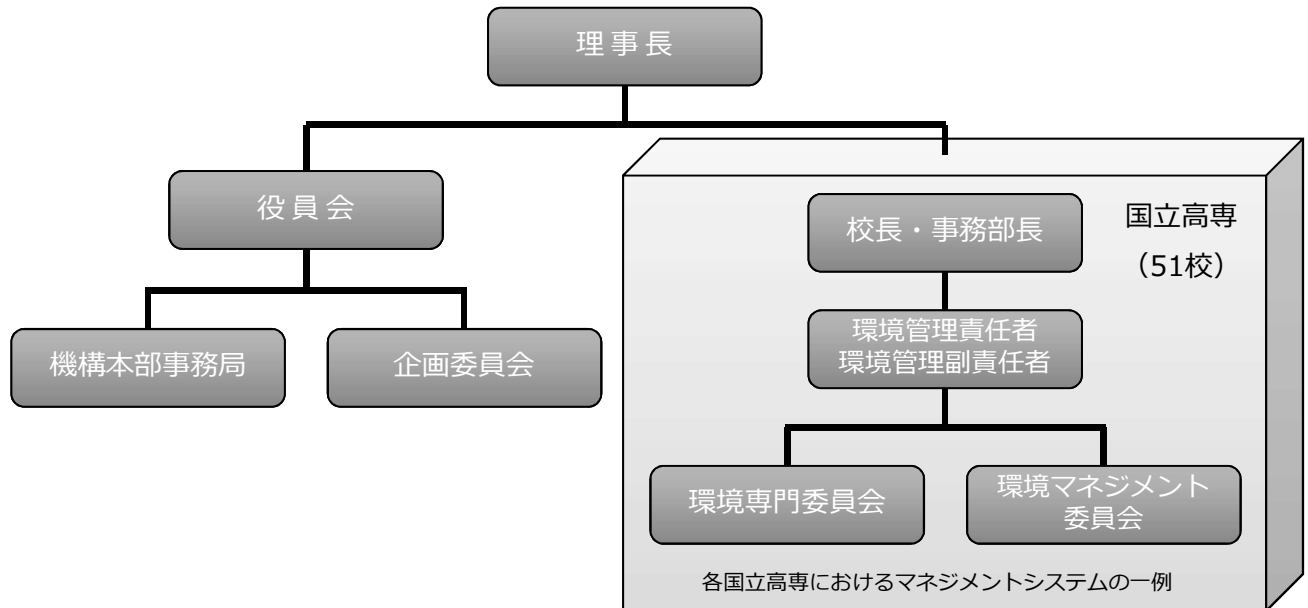 理事長
役員会
機構本部事務局
企画委員会
国立高専
（51校）
校長・事務部長
環境管理責任者
環境管理副責任者
環境専門委員会
環境マネジメント
委員会
各国立高専におけるマネジメントシステムの一例